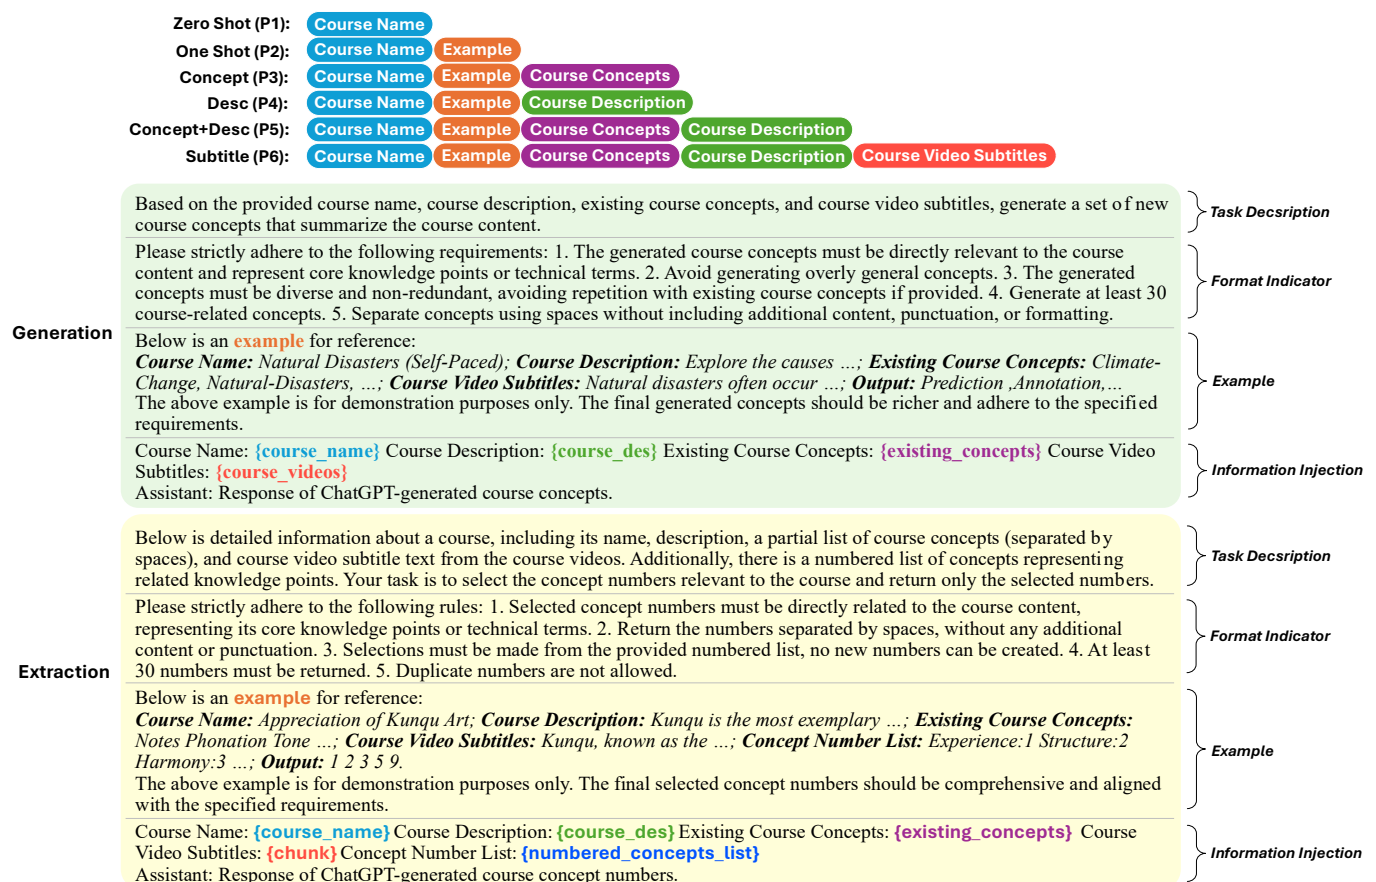 Zero Shot (P1): Course Name
One Shot (P2): Course Name Example
Concept (P3): Course Name Example Course Concepts
Desc (P4): Course Name Example Course Description
Concept+Desc (P5): Course Name Example Course Concepts Course Description
Subtitle (P6): Course Name Example Course Concepts Course Description Course Video Subtitles
Generation
Based on the provided course name, course description, existing course concepts, and course video subtitles, generate a set of new
course concepts that summarize the course content.
Task Decsription
Please strictly adhere to the following requirements: 1. The generated course concepts must be directly relevant to the course
content and represent core knowledge points or technical terms. 2. Avoid generating overly general concepts. 3. The generated
concepts must be diverse and non-redundant, avoiding repetition with existing course concepts if provided. 4. Generate at least 30
course-related concepts. 5. Separate concepts using spaces without including additional content, punctuation, or formatting.
Format Indicator
Below is an example for reference:
Course Name: Natural Disasters (Self-Paced); Course Description: Explore the causes …; Existing Course Concepts: Climate-
Change, Natural-Disasters, …; Course Video Subtitles: Natural disasters often occur …; Output: Prediction ,Annotation,…
The above example is for demonstration purposes only. The final generated concepts should be richer and adhere to the specified
requirements.
Example
Course Name: {course_name} Course Description: {course_des} Existing Course Concepts: {existing_concepts} Course Video
Subtitles: {course_videos}
Assistant: Response of ChatGPT-generated course concepts.
Information Injection
Extraction
Below is detailed information about a course, including its name, description, a partial list of course concepts (separated by
spaces), and course video subtitle text from the course videos. Additionally, there is a numbered list of concepts representing
related knowledge points. Your task is to select the concept numbers relevant to the course and return only the selected numbers.
Task Decsription
Please strictly adhere to the following rules: 1. Selected concept numbers must be directly related to the course content,
representing its core knowledge points or technical terms. 2. Return the numbers separated by spaces, without any additional
content or punctuation. 3. Selections must be made from the provided numbered list, no new numbers can be created. 4. At least
30 numbers must be returned. 5. Duplicate numbers are not allowed.
Format Indicator
Below is an example for reference:
Course Name: Appreciation of Kunqu Art; Course Description: Kunqu is the most exemplary …; Existing Course Concepts:
Notes Phonation Tone …; Course Video Subtitles: Kunqu, known as the …; Concept Number List: Experience:1 Structure:2
Harmony:3 …; Output: 1 2 3 5 9.
The above example is for demonstration purposes only. The final selected concept numbers should be comprehensive and aligned
with the specified requirements.
Example
Course Name: {course_name} Course Description: {course_des} Existing Course Concepts: {existing_concepts} Course
Video Subtitles: {chunk} Concept Number List: {numbered_concepts_list}
Assistant: Response of ChatGPT-generated course concept numbers.
Information Injection